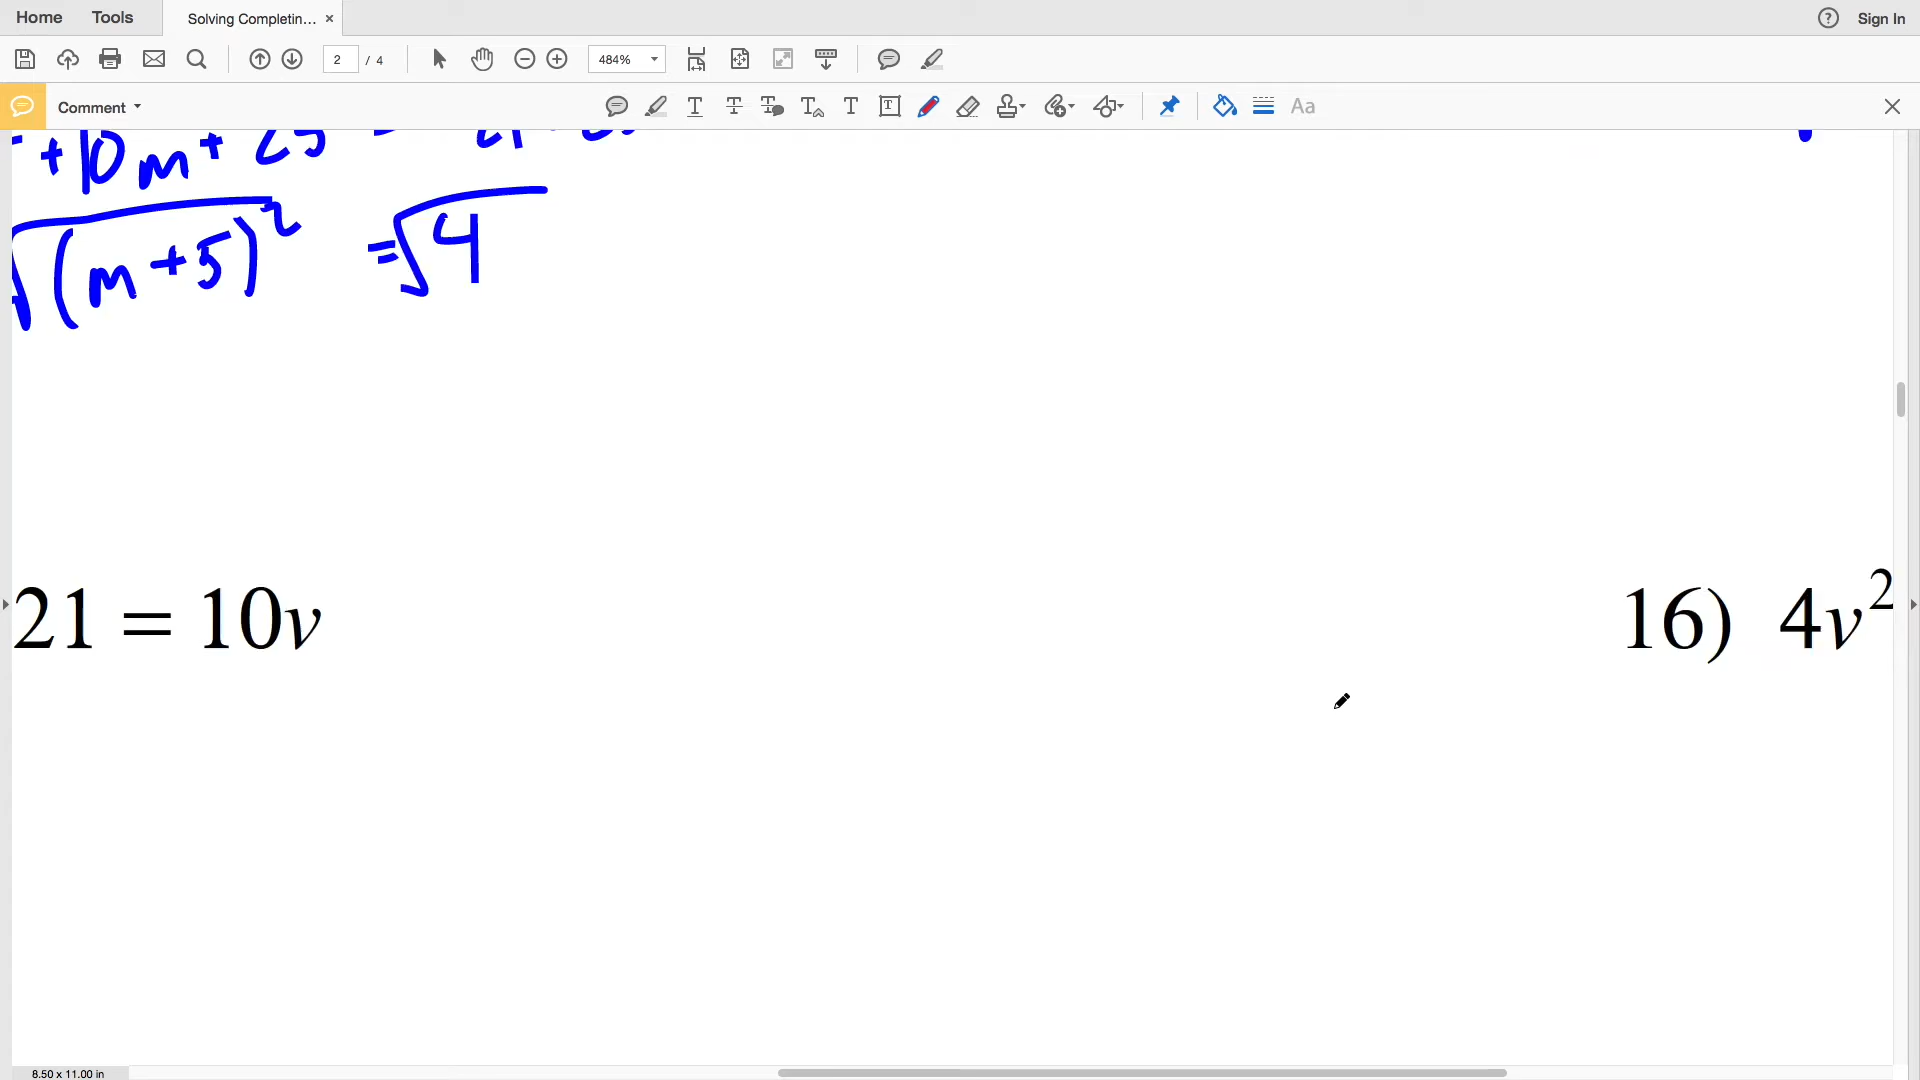 Home Tools Solving Completin... × Sign In
2 / 4 484%
Comment Aa
+10m + 25 =
√(m+5)² = √4
21 = 10v 16) 4v²
8.50 x 11.00 in